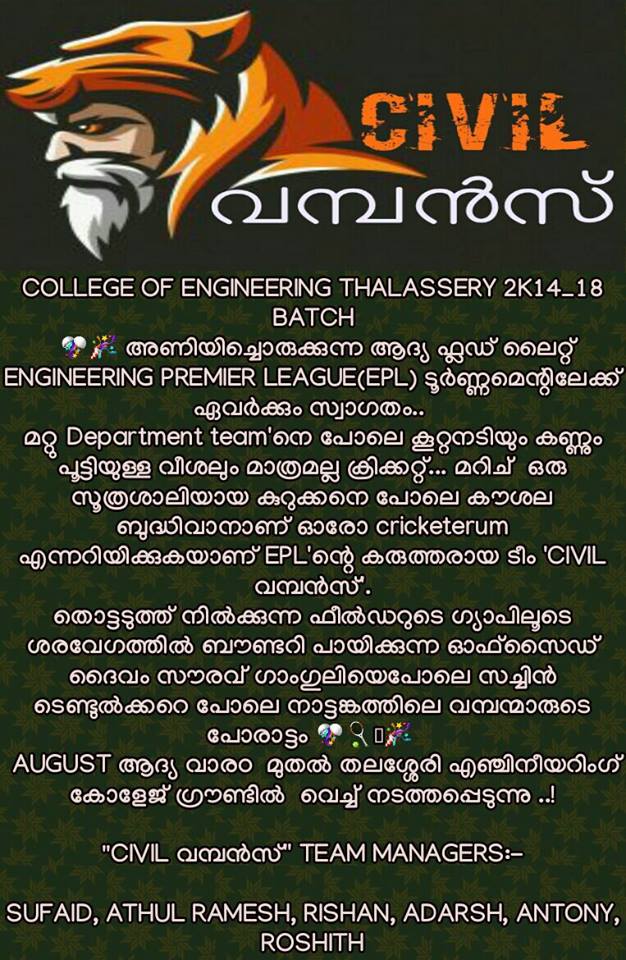 CIVIL
വമ്പൻസ്
COLLEGE OF ENGINEERING THALASSERY 2K14_18
BATCH
🎊🎉 അണിയിച്ചൊരുക്കുന്ന ആദ്യ ഫ്ലഡ് ലൈറ്റ്
ENGINEERING PREMIER LEAGUE(EPL) ടൂർണ്ണമെന്റിലേക്ക്
ഏവർക്കും സ്വാഗതം..
മറ്റു Department team'നെ പോലെ കൂറ്റനടിയും കണ്ണും
പൂട്ടിയുള്ള വീശലും മാത്രമല്ല ക്രിക്കറ്റ്... മറിച് ഒരു
സൂത്രശാലിയായ കുറുക്കനെ പോലെ കൗശല
ബുദ്ധിവാനാണ് ഓരോ cricketerum
എന്നറിയിക്കുകയാണ് EPL'ന്റെ കരുത്തരായ ടീം 'CIVIL
വമ്പൻസ്'.
തൊട്ടടുത്ത് നിൽക്കുന്ന ഫീൽഡറുടെ ഗ്യാപിലൂടെ
ശരവേഗത്തിൽ ബൗണ്ടറി പായിക്കുന്ന ഓഫ്സൈഡ്
ദൈവം സൗരവ് ഗാംഗുലിയെപോലെ സച്ചിൻ
ടെണ്ടുൽക്കറെ പോലെ നാട്ടങ്കത്തിലെ വമ്പന്മാരുടെ
പോരാട്ടം 🎊🎾🎉
AUGUST ആദ്യ വാരഠ മുതൽ തലശ്ശേരി എഞ്ചിനീയറിംഗ്
കോളേജ് ഗ്രൗണ്ടിൽ വെച്ച് നടത്തപ്പെടുന്നു ..!
"CIVIL വമ്പൻസ്" TEAM MANAGERS:-
SUFAID, ATHUL RAMESH, RISHAN, ADARSH, ANTONY,
ROSHITH